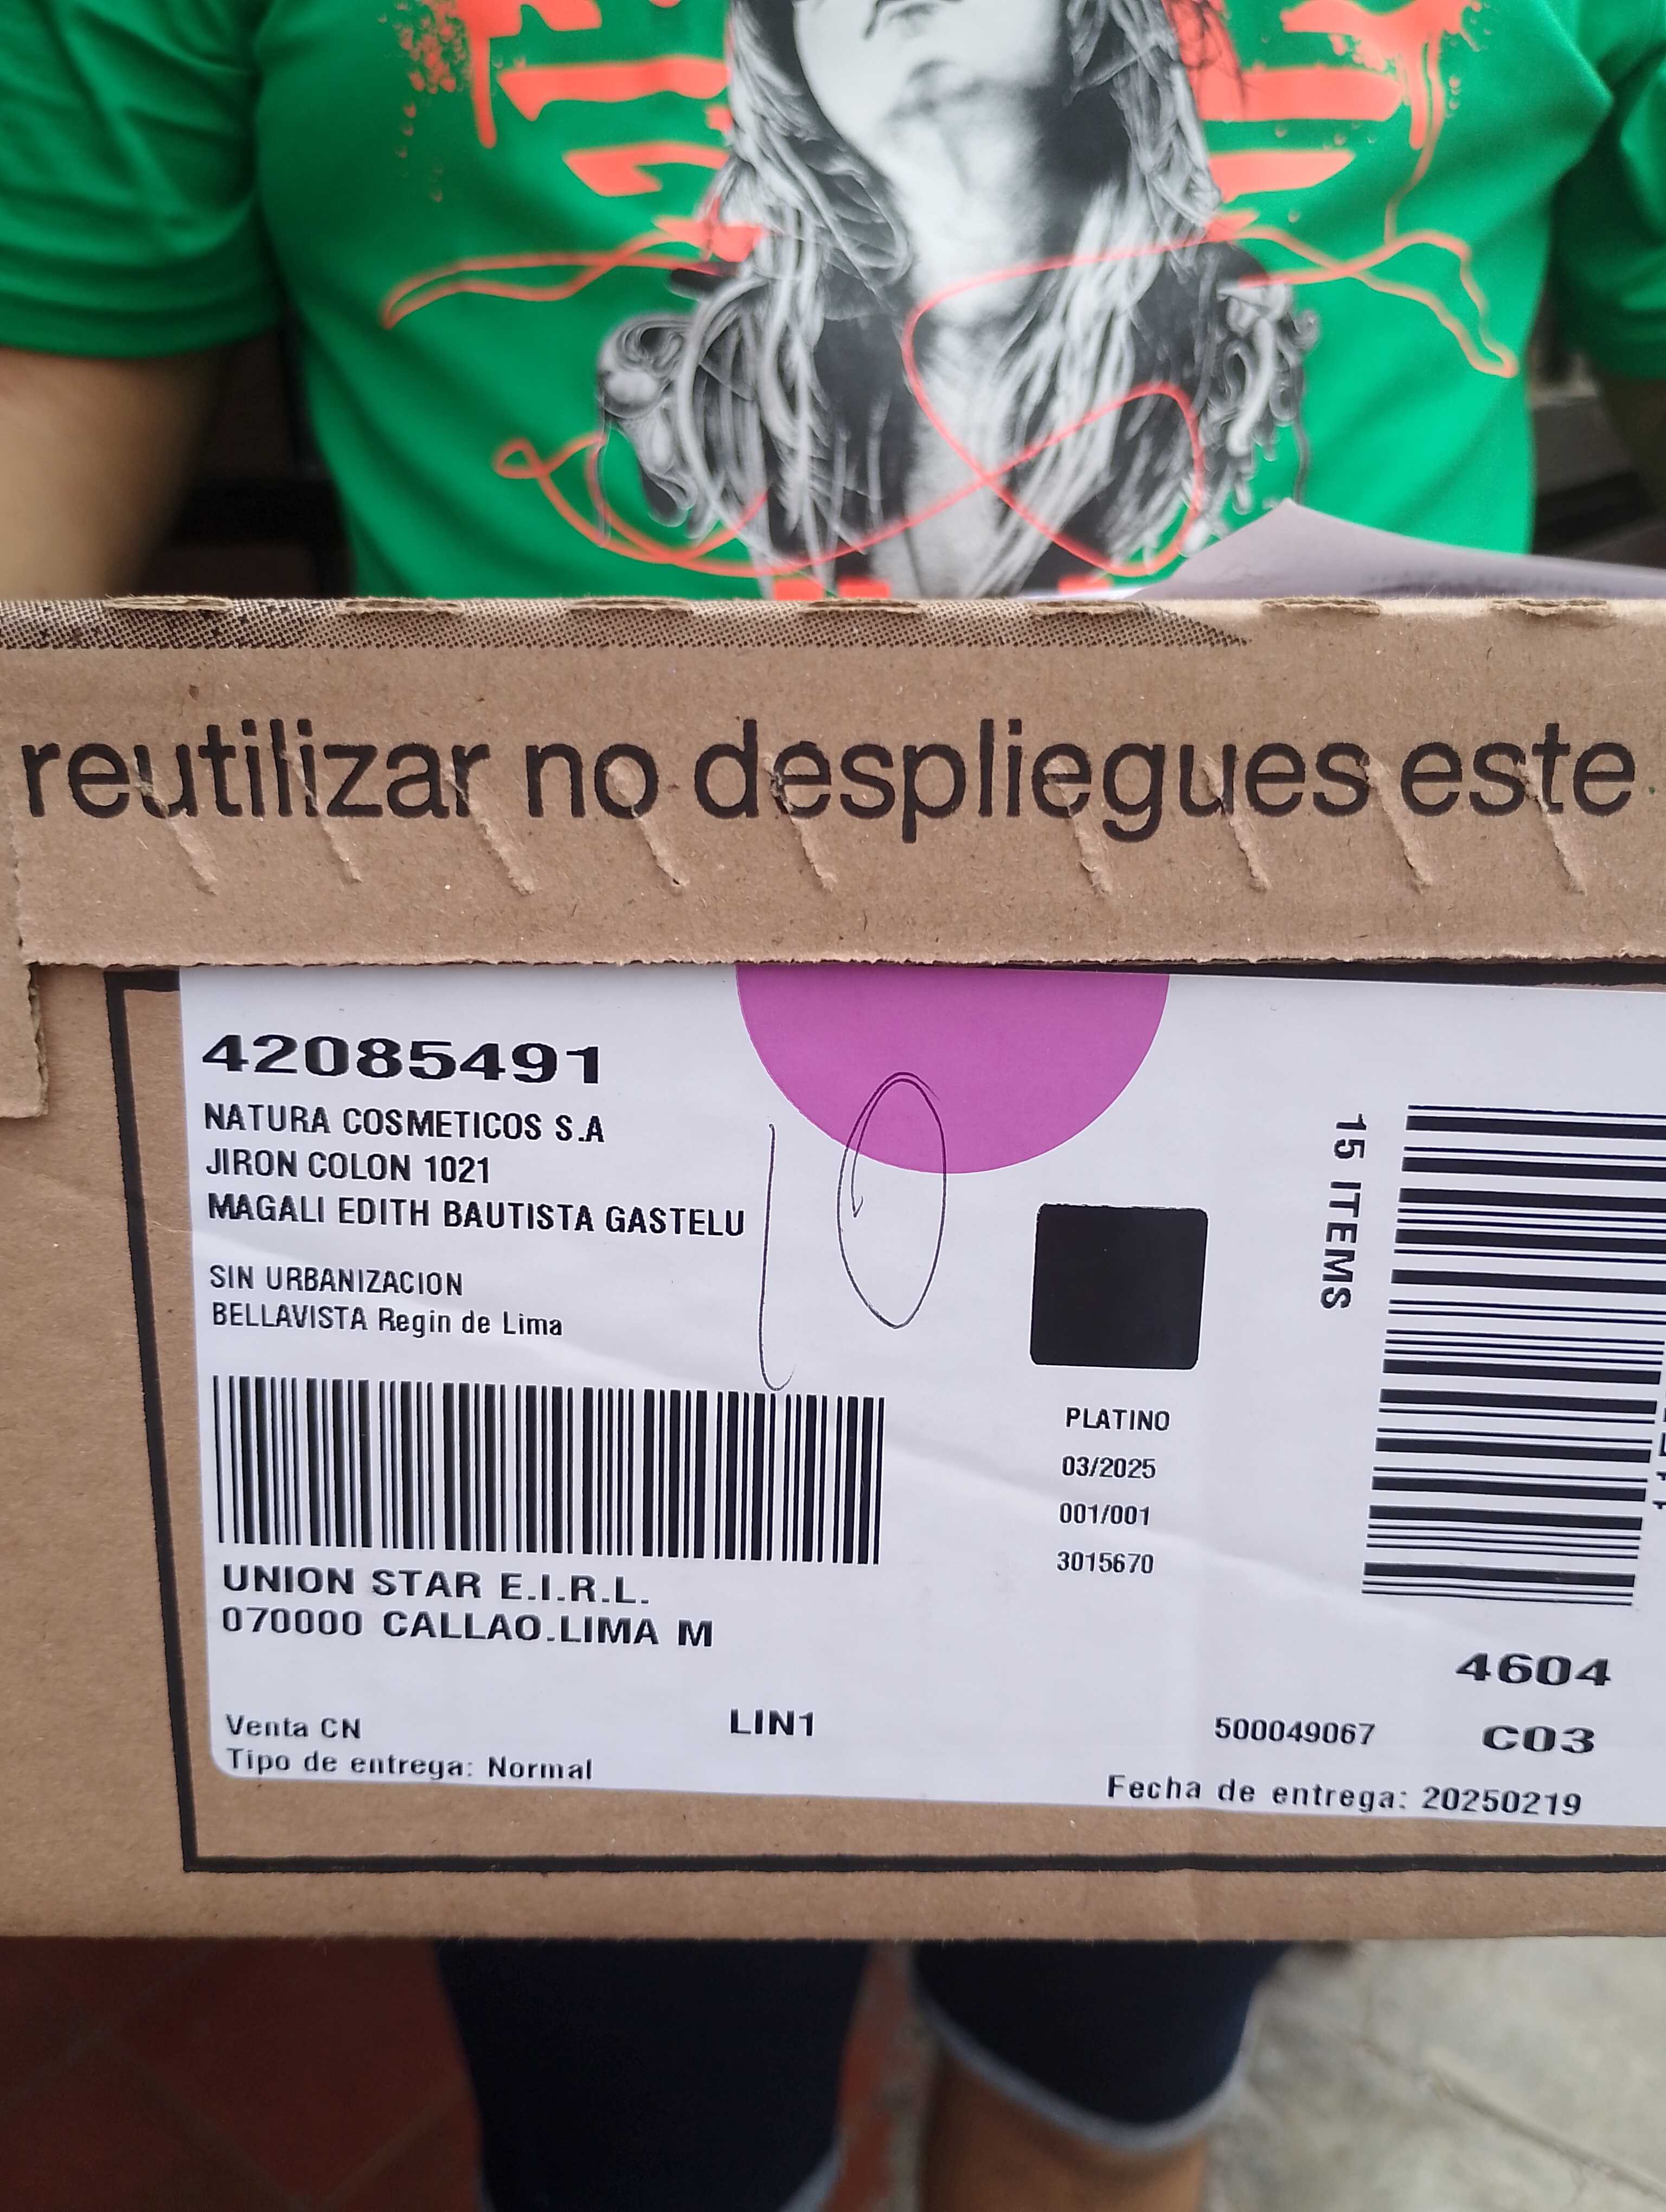 reutilizar no despliegues este
42085491
NATURA COSMETICOS S.A
JIRON COLON 1021
MAGALI EDITH BAUTISTA GASTELU
SIN URBANIZACION
BELLAVISTA Regin de Lima
10
15 ITEMS
PLATINO
03/2025
001/001
3015670
UNION STAR E.I.R.L.
070000 CALLAO.LIMA M
4604
Venta CN
LIN1
500049067
C03
Tipo de entrega: Normal
Fecha de entrega: 20250219